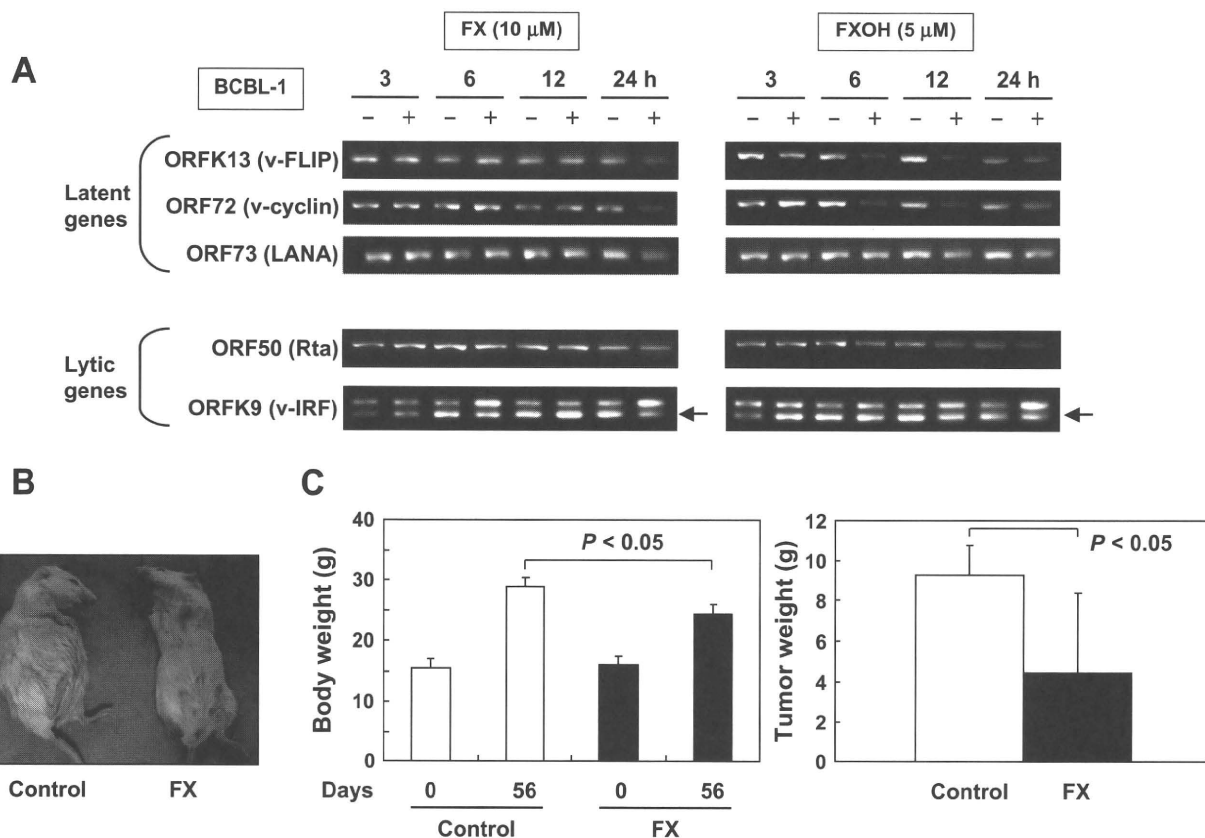 A
BCBL-1
FX (10 µM)
FXOH (5 µM)
3 6 12 24 h
3 6 12 24 h
– + – + – + – +
– + – + – + – +
Latent genes
ORFK13 (v-FLIP)
ORF72 (v-cyclin)
ORF73 (LANA)
Lytic genes
ORF50 (Rta)
ORFK9 (v-IRF)
B
Control FX
C
Body weight (g)
40
30
20
10
0
P < 0.05
Days 0 56 0 56
Control FX
Tumor weight (g)
12
10
8
6
4
2
0
P < 0.05
Control FX